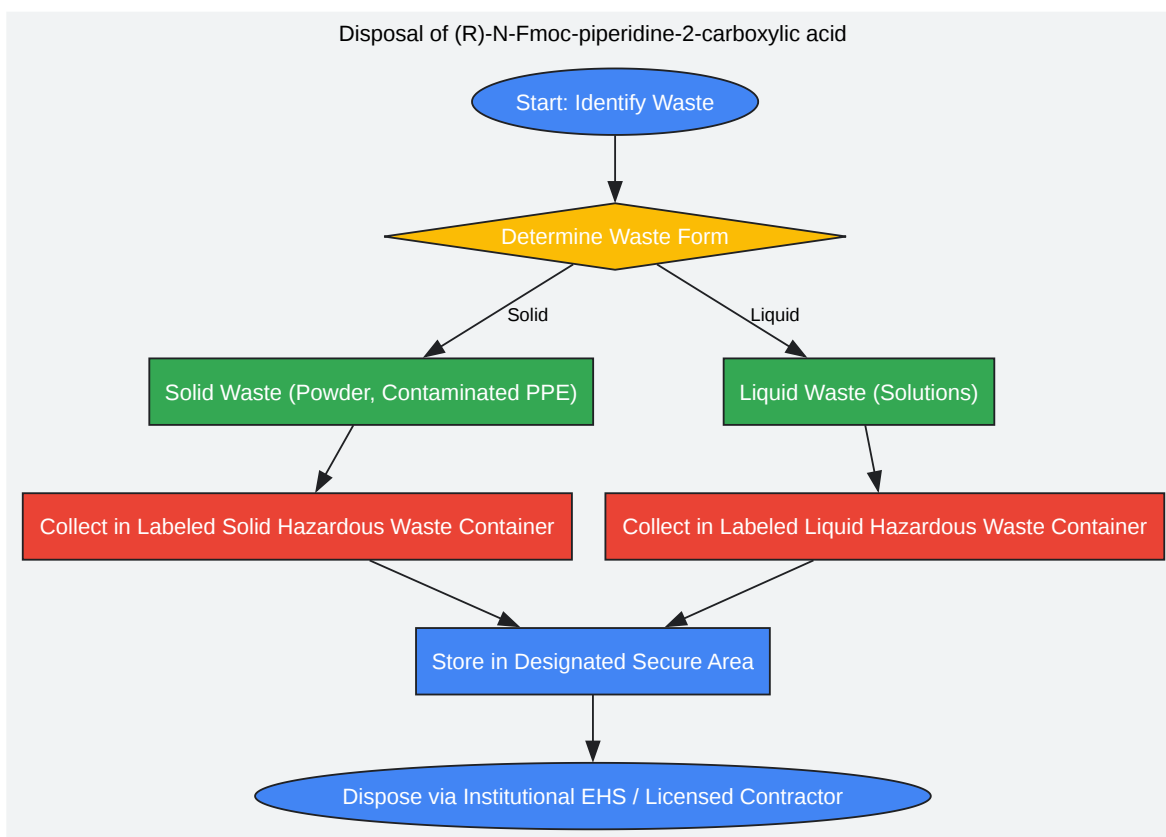 Disposal of (R)-N-Fmoc-piperidine-2-carboxylic acid
Start: Identify Waste
Determine Waste Form
Solid
Liquid
Solid Waste (Powder, Contaminated PPE)
Liquid Waste (Solutions)
Collect in Labeled Solid Hazardous Waste Container
Collect in Labeled Liquid Hazardous Waste Container
Store in Designated Secure Area
Dispose via Institutional EHS / Licensed Contractor